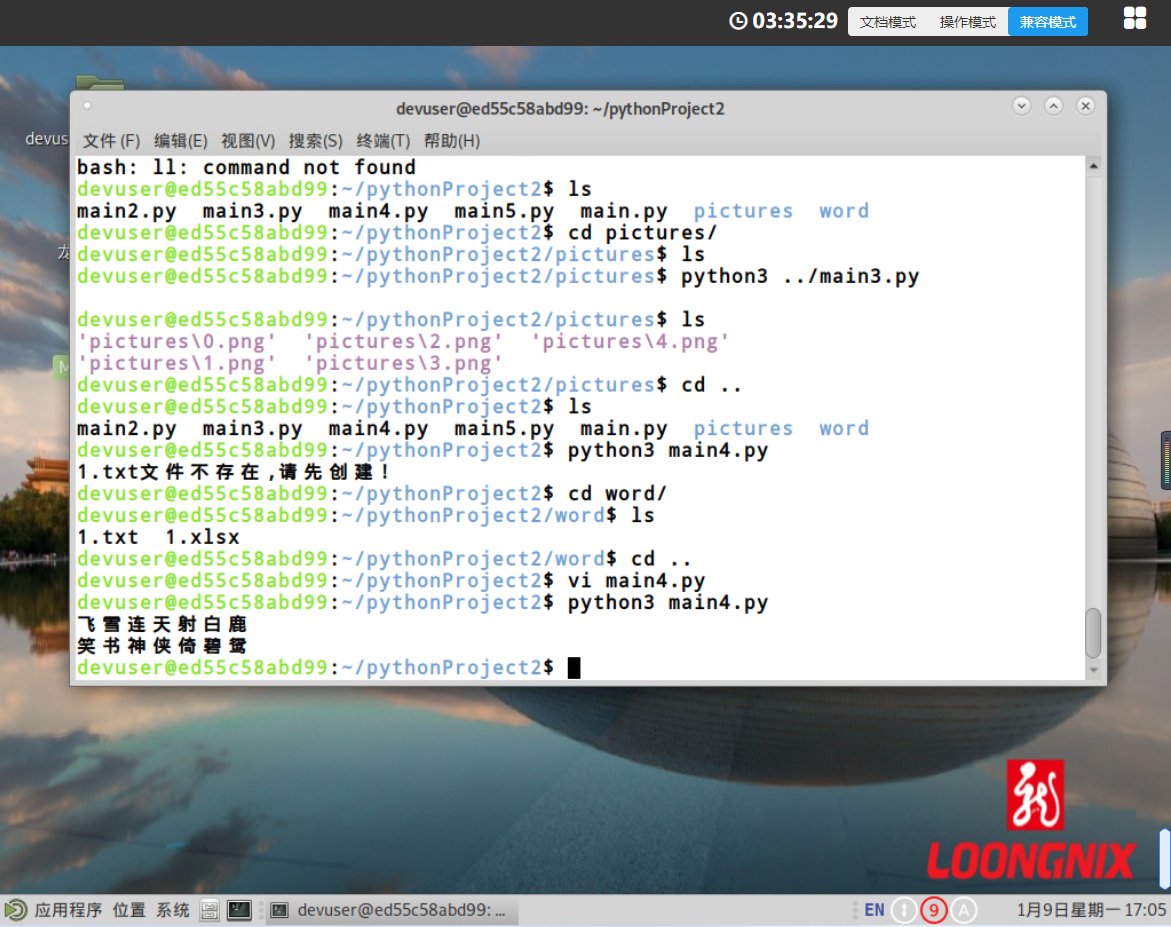 03:35:29 文档模式 操作模式 兼容模式
devuser@ed55c58abd99: ~/pythonProject2
devus
文件 (F) 编辑(E) 视图(V) 搜索(S) 终端(T) 帮助(H)
bash: ll: command not found
devuser@ed55c58abd99:~/pythonProject2$ ls
main2.py main3.py main4.py main5.py main.py pictures word
devuser@ed55c58abd99:~/pythonProject2$ cd pictures/
devuser@ed55c58abd99:~/pythonProject2/pictures$ ls
devuser@ed55c58abd99:~/pythonProject2/pictures$ python3 ../main3.py
devuser@ed55c58abd99:~/pythonProject2/pictures$ ls
'pictures\0.png' 'pictures\2.png' 'pictures\4.png'
'pictures\1.png' 'pictures\3.png'
devuser@ed55c58abd99:~/pythonProject2/pictures$ cd ..
devuser@ed55c58abd99:~/pythonProject2$ ls
main2.py main3.py main4.py main5.py main.py pictures word
devuser@ed55c58abd99:~/pythonProject2$ python3 main4.py
1.txt文件不存在,请先创建!
devuser@ed55c58abd99:~/pythonProject2$ cd word/
devuser@ed55c58abd99:~/pythonProject2/word$ ls
1.txt 1.xlsx
devuser@ed55c58abd99:~/pythonProject2/word$ cd ..
devuser@ed55c58abd99:~/pythonProject2$ vi main4.py
devuser@ed55c58abd99:~/pythonProject2$ python3 main4.py
飞雪连天射白鹿
笑书神侠倚碧鸳
devuser@ed55c58abd99:~/pythonProject2$
龙
M
LOONGNIX
应用程序 位置 系统 devuser@ed55c58abd99: ... EN 9 A 1月9日星期一 17:05